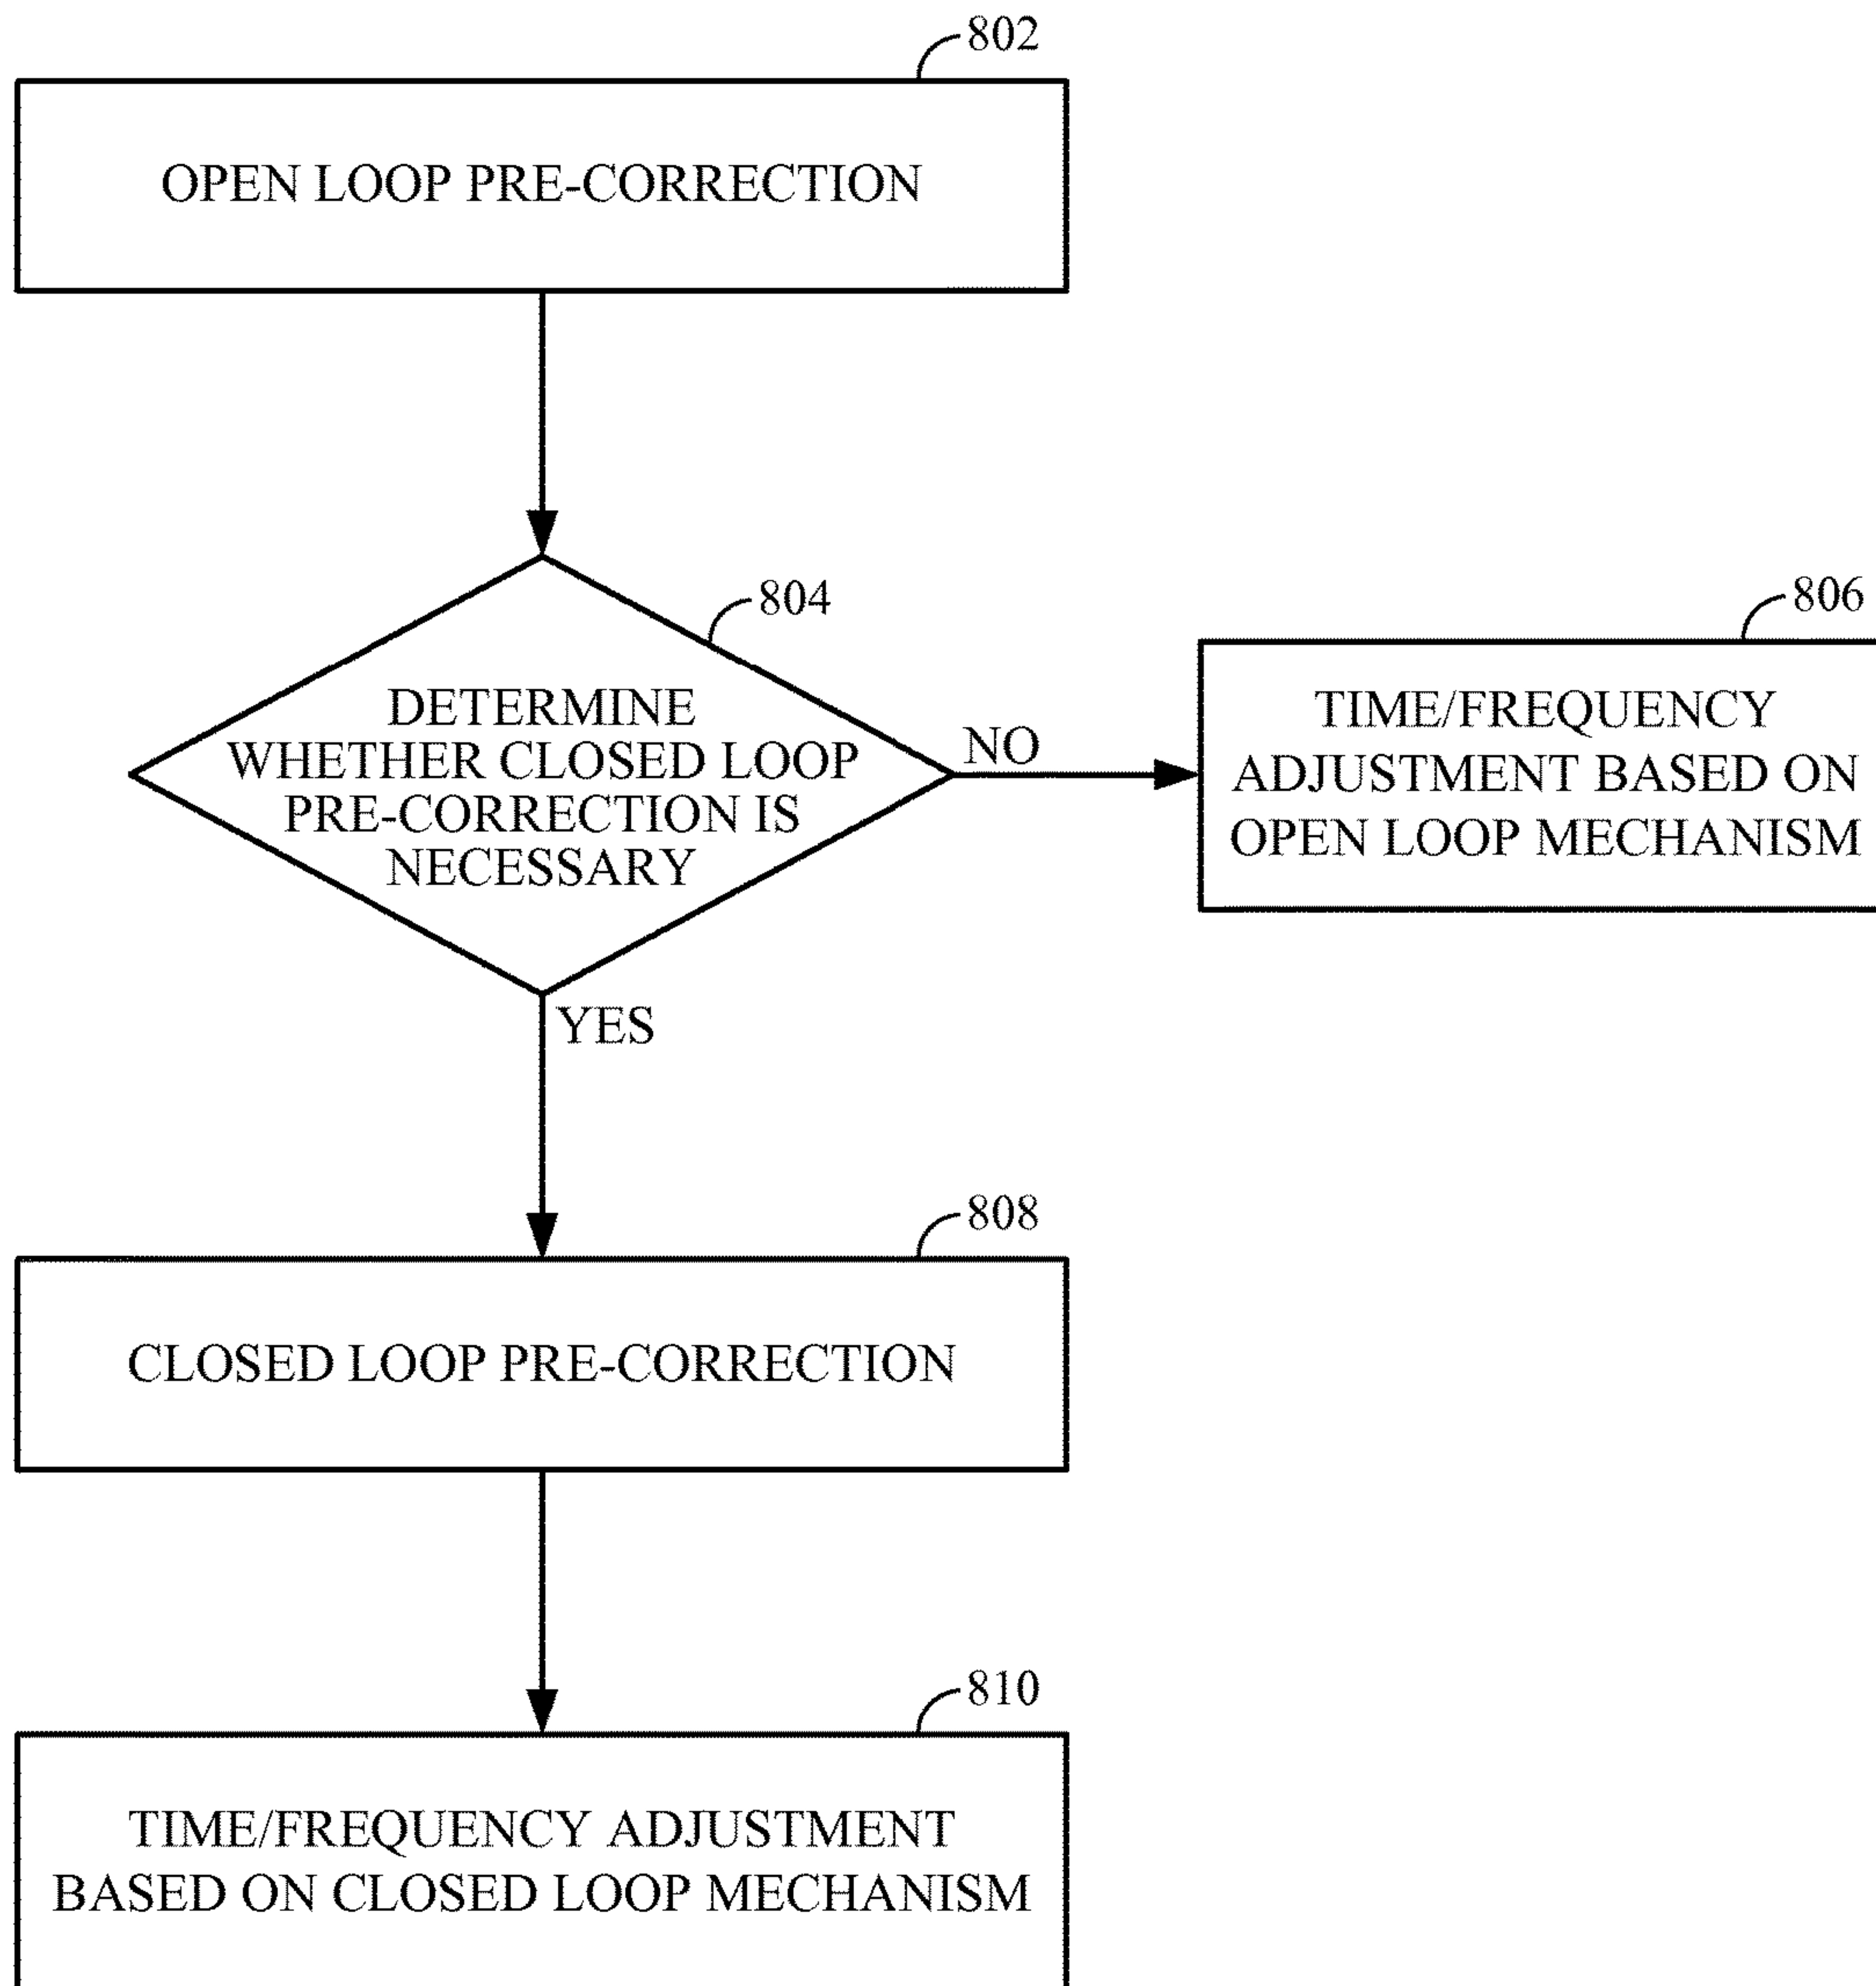 802
OPEN LOOP PRE-CORRECTION
804
DETERMINE
WHETHER CLOSED LOOP
PRE-CORRECTION IS
NECESSARY
NO
806
TIME/FREQUENCY
ADJUSTMENT BASED ON
OPEN LOOP MECHANISM
YES
808
CLOSED LOOP PRE-CORRECTION
810
TIME/FREQUENCY ADJUSTMENT
BASED ON CLOSED LOOP MECHANISM